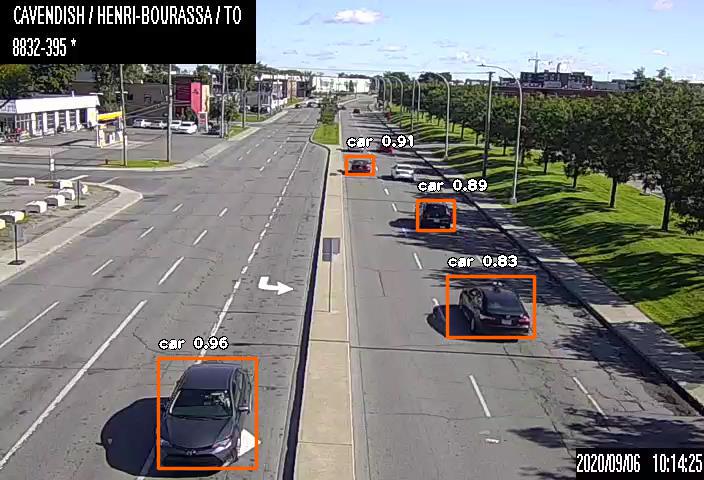 CAVENDISH / HENRI-BOURASSA / TO
8832-395 *
car 0.91
car 0.89
car 0.83
car 0.96
2020/09/06 10:14:25